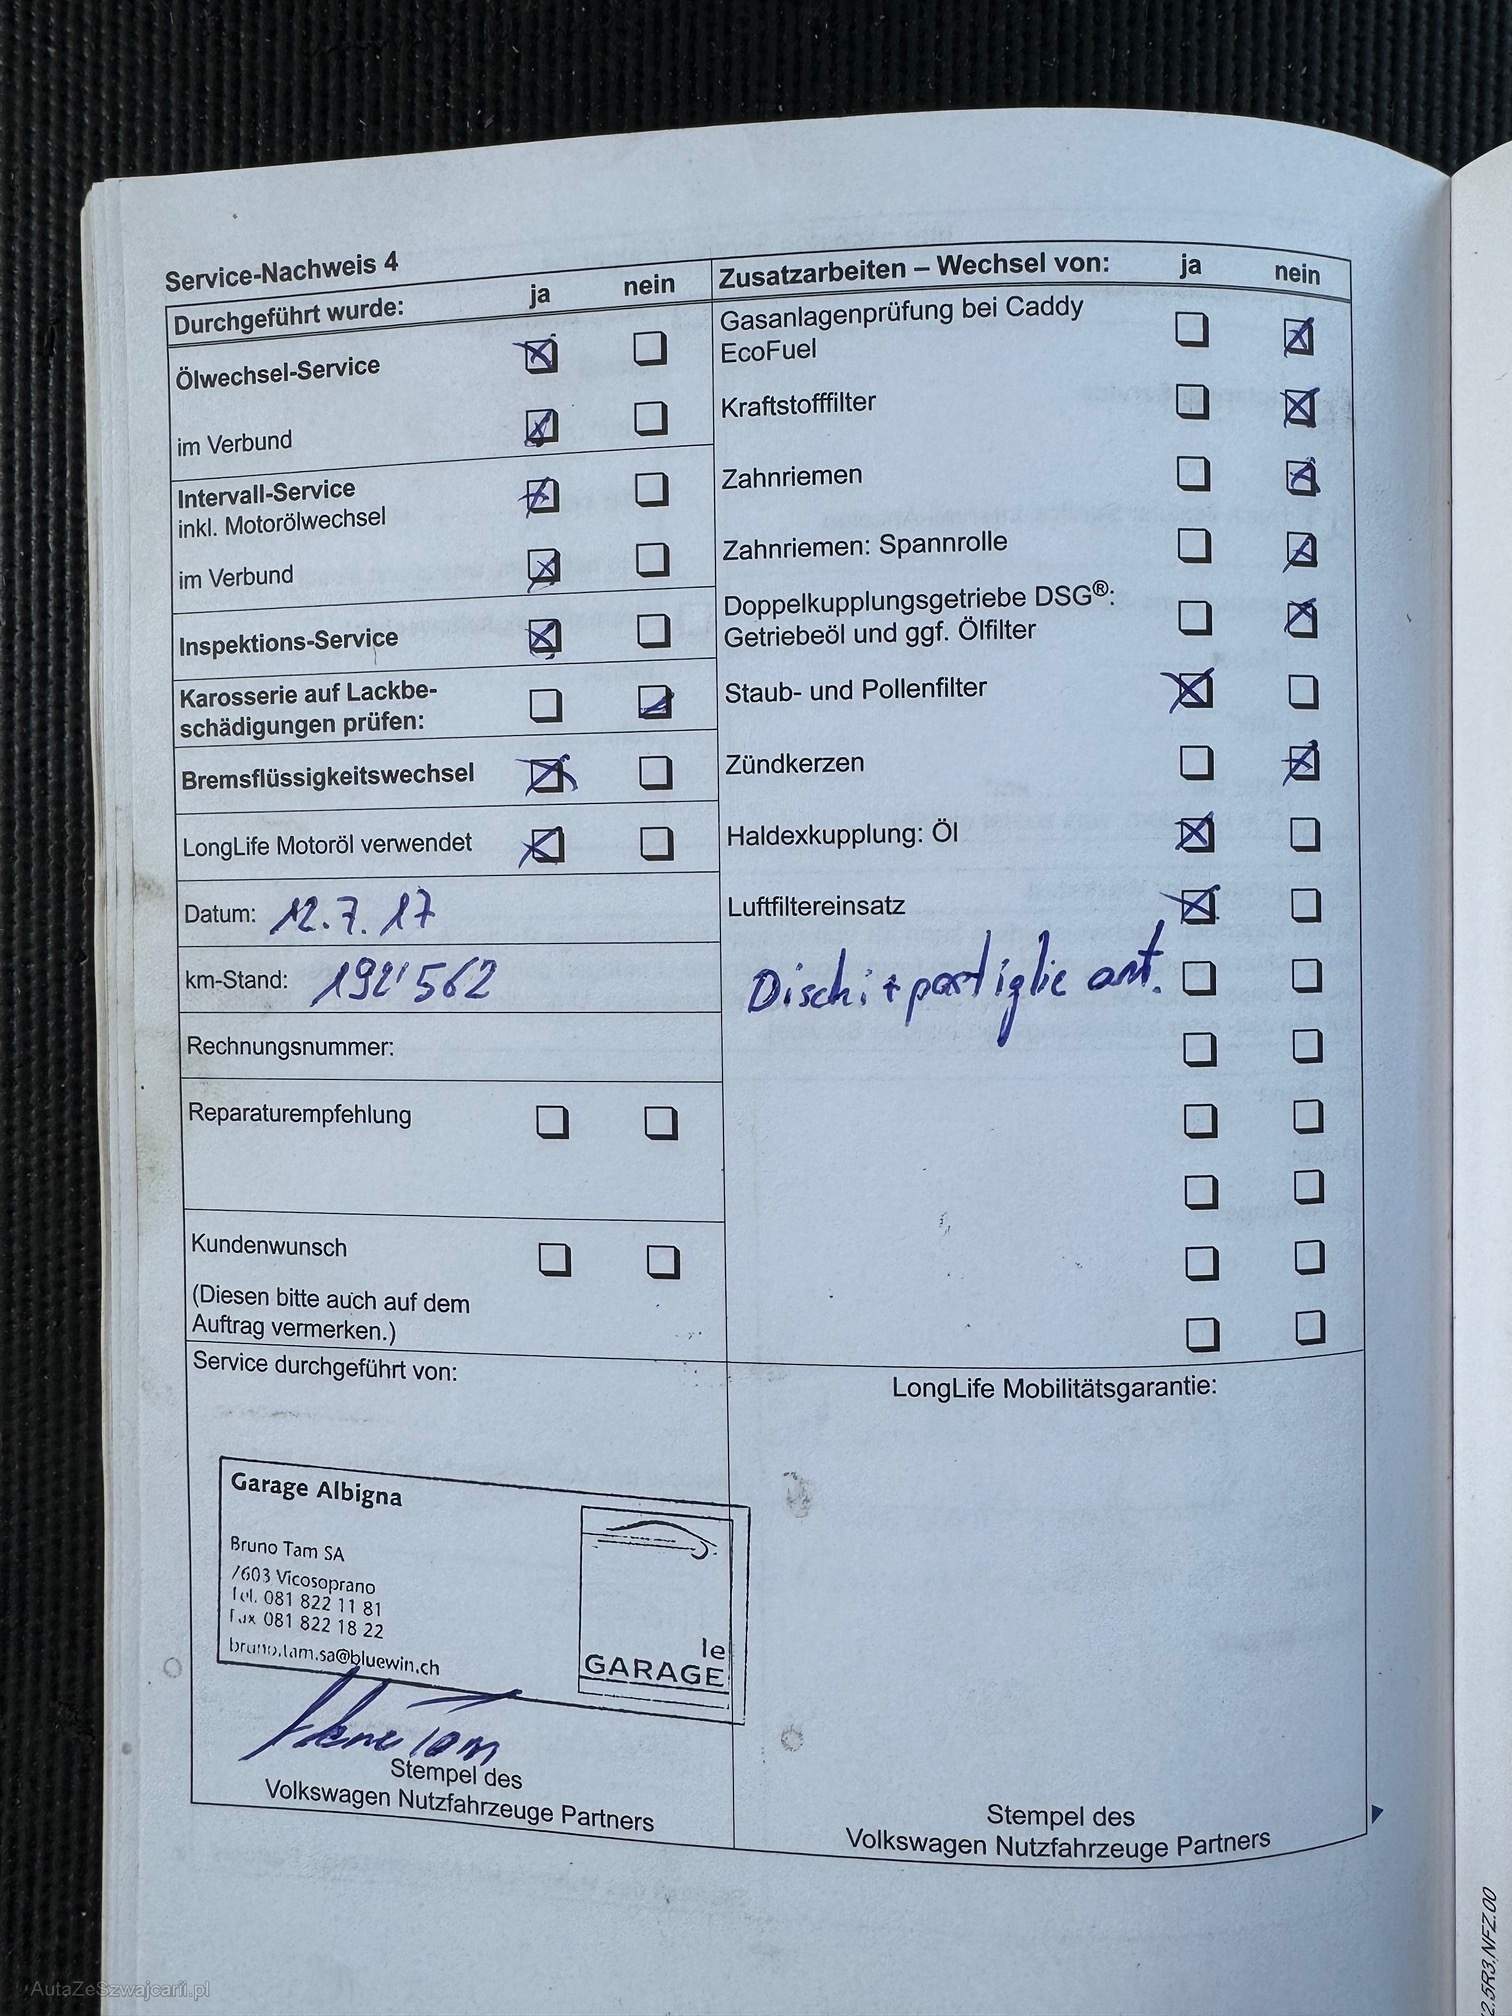 Service-Nachweis 4
Durchgeführt wurde: ja nein
Ölwechsel-Service
im Verbund
Intervall-Service
inkl. Motorölwechsel
im Verbund
Inspektions-Service
Karosserie auf Lackbe-
schädigungen prüfen:
Bremsflüssigkeitswechsel
LongLife Motoröl verwendet
Datum: 12.7.17
km-Stand: 192'562
Rechnungsnummer:
Reparaturempfehlung
Kundenwunsch
(Diesen bitte auch auf dem
Auftrag vermerken.)
Zusatzarbeiten – Wechsel von: ja nein
Gasanlagenprüfung bei Caddy
EcoFuel
Kraftstofffilter
Zahnriemen
Zahnriemen: Spannrolle
Doppelkupplungsgetriebe DSG®:
Getriebeöl und ggf. Ölfilter
Staub- und Pollenfilter
Zündkerzen
Haldexkupplung: Öl
Luftfiltereinsatz
Dischi + pastiglie ant.
Service durchgeführt von:
Garage Albigna
Bruno Tam SA
7603 Vicosoprano
Tel. 081 822 11 81
Fax 081 822 18 22
bruno.tam.sa@bluewin.ch
le
GARAGE
Stempel des
Volkswagen Nutzfahrzeuge Partners
LongLife Mobilitätsgarantie:
Stempel des
Volkswagen Nutzfahrzeuge Partners
2.5R3.NFZ.00
AutaZeSzwajcarii.pl